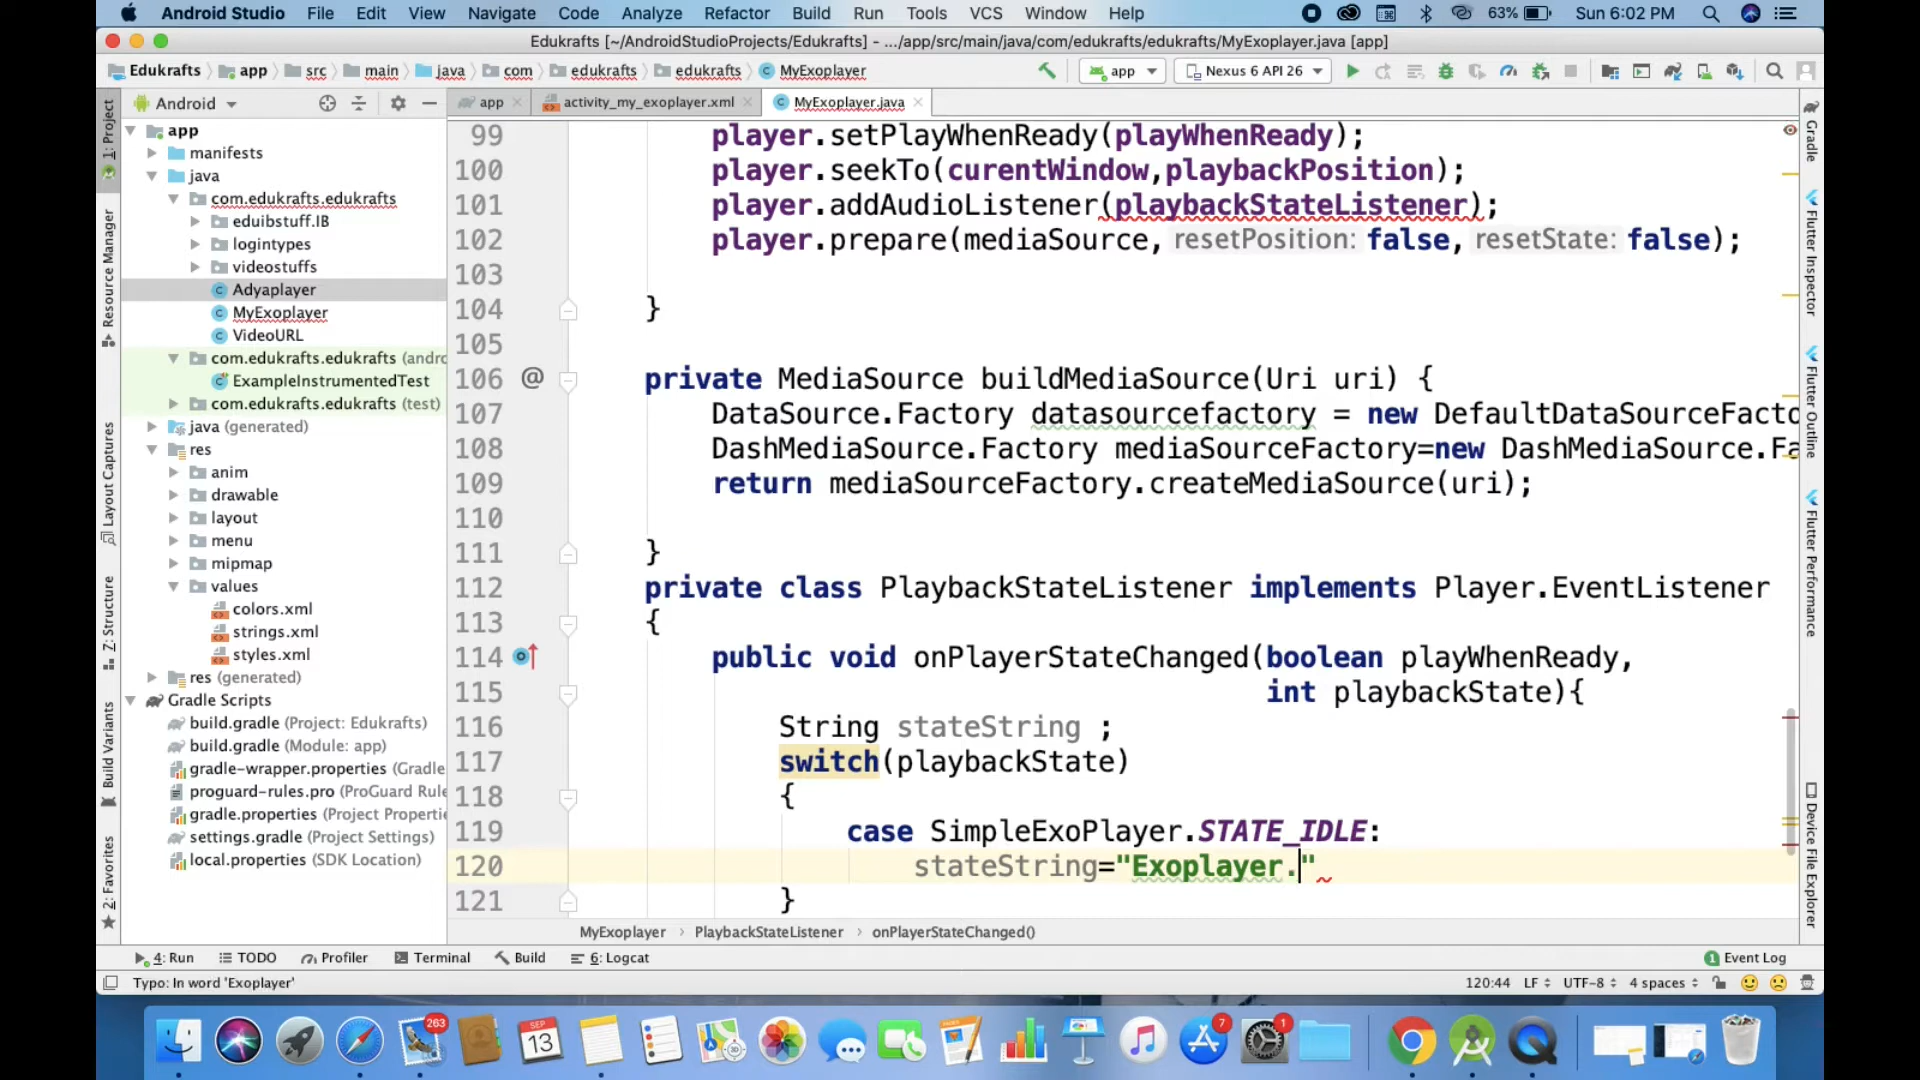 Android Studio File Edit View Navigate Code Analyze Refactor Build Run Tools VCS Window Help 63% Sun 6:02 PM
Edukrafts [~/AndroidStudioProjects/Edukrafts] - .../app/src/main/java/com/edukrafts/edukrafts/MyExoplayer.java [app]
Edukrafts app src main java com edukrafts edukrafts MyExoplayer app Nexus 6 API 26
Android app activity_my_exoplayer.xml MyExoplayer.java
1: Project
Resource Manager
Layout Captures
Z: Structure
Build Variants
2: Favorites
app
manifests
java
com.edukrafts.edukrafts
eduibstuff.IB
logintypes
videostuffs
Adyaplayer
MyExoplayer
VideoURL
com.edukrafts.edukrafts (andro
ExampleInstrumentedTest
com.edukrafts.edukrafts (test)
java (generated)
res
anim
drawable
layout
menu
mipmap
values
colors.xml
strings.xml
styles.xml
res (generated)
Gradle Scripts
build.gradle (Project: Edukrafts)
build.gradle (Module: app)
gradle-wrapper.properties (Gradle
proguard-rules.pro (ProGuard Rule
gradle.properties (Project Properti
settings.gradle (Project Settings)
local.properties (SDK Location)
99 player.setPlayWhenReady(playWhenReady);
100 player.seekTo(curentWindow,playbackPosition);
101 player.addAudioListener(playbackStateListener);
102 player.prepare(mediaSource, resetPosition: false, resetState: false);
103
104 }
105
106 @ private MediaSource buildMediaSource(Uri uri) {
107 DataSource.Factory datasourcefactory = new DefaultDataSourceFacto
108 DashMediaSource.Factory mediaSourceFactory=new DashMediaSource.Fa
109 return mediaSourceFactory.createMediaSource(uri);
110
111 }
112 private class PlaybackStateListener implements Player.EventListener
113 {
114 public void onPlayerStateChanged(boolean playWhenReady,
115 int playbackState){
116 String stateString ;
117 switch(playbackState)
118 {
119 case SimpleExoPlayer.STATE_IDLE:
120 stateString="Exoplayer."
121 }
Gradle
Flutter Inspector
Flutter Outline
Flutter Performance
Device File Explorer
MyExoplayer PlaybackStateListener onPlayerStateChanged()
4: Run TODO Profiler Terminal Build 6: Logcat 1 Event Log
Typo: In word 'Exoplayer' 120:44 LF UTF-8 4 spaces
263 SEP 13 7 1